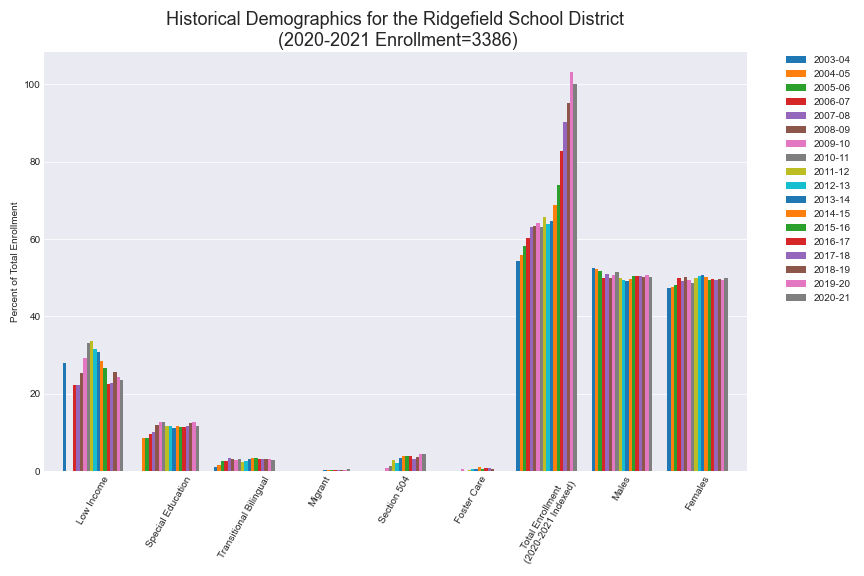 Historical Demographics for the Ridgefield School District
(2020-2021 Enrollment=3386)
100
80
60
40
20
0
Percent of Total Enrollment
Low Income
Special Education
Transitional Bilingual
Migrant
Section 504
Foster Care
Total Enrollment
(2020-2021 Indexed)
Males
Females
2003-04
2004-05
2005-06
2006-07
2007-08
2008-09
2009-10
2010-11
2011-12
2012-13
2013-14
2014-15
2015-16
2016-17
2017-18
2018-19
2019-20
2020-21